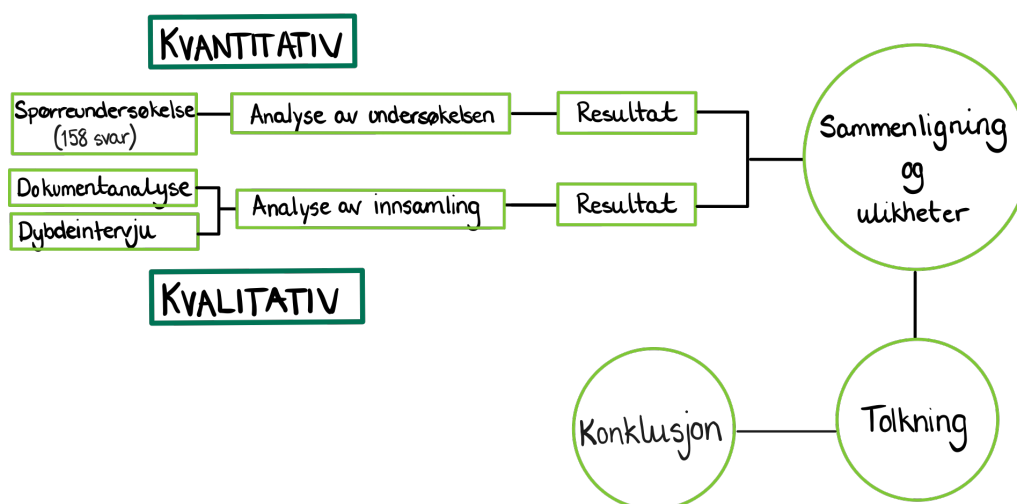 KVANTITATIV
Spørreundersøkelse
(158 svar)
Analyse av undersøkelsen
Resultat
Dokumentanalyse
Dybdeintervju
Analyse av innsamling
Resultat
KVALITATIV
Sammenligning
og
ulikheter
Tolkning
Konklusjon